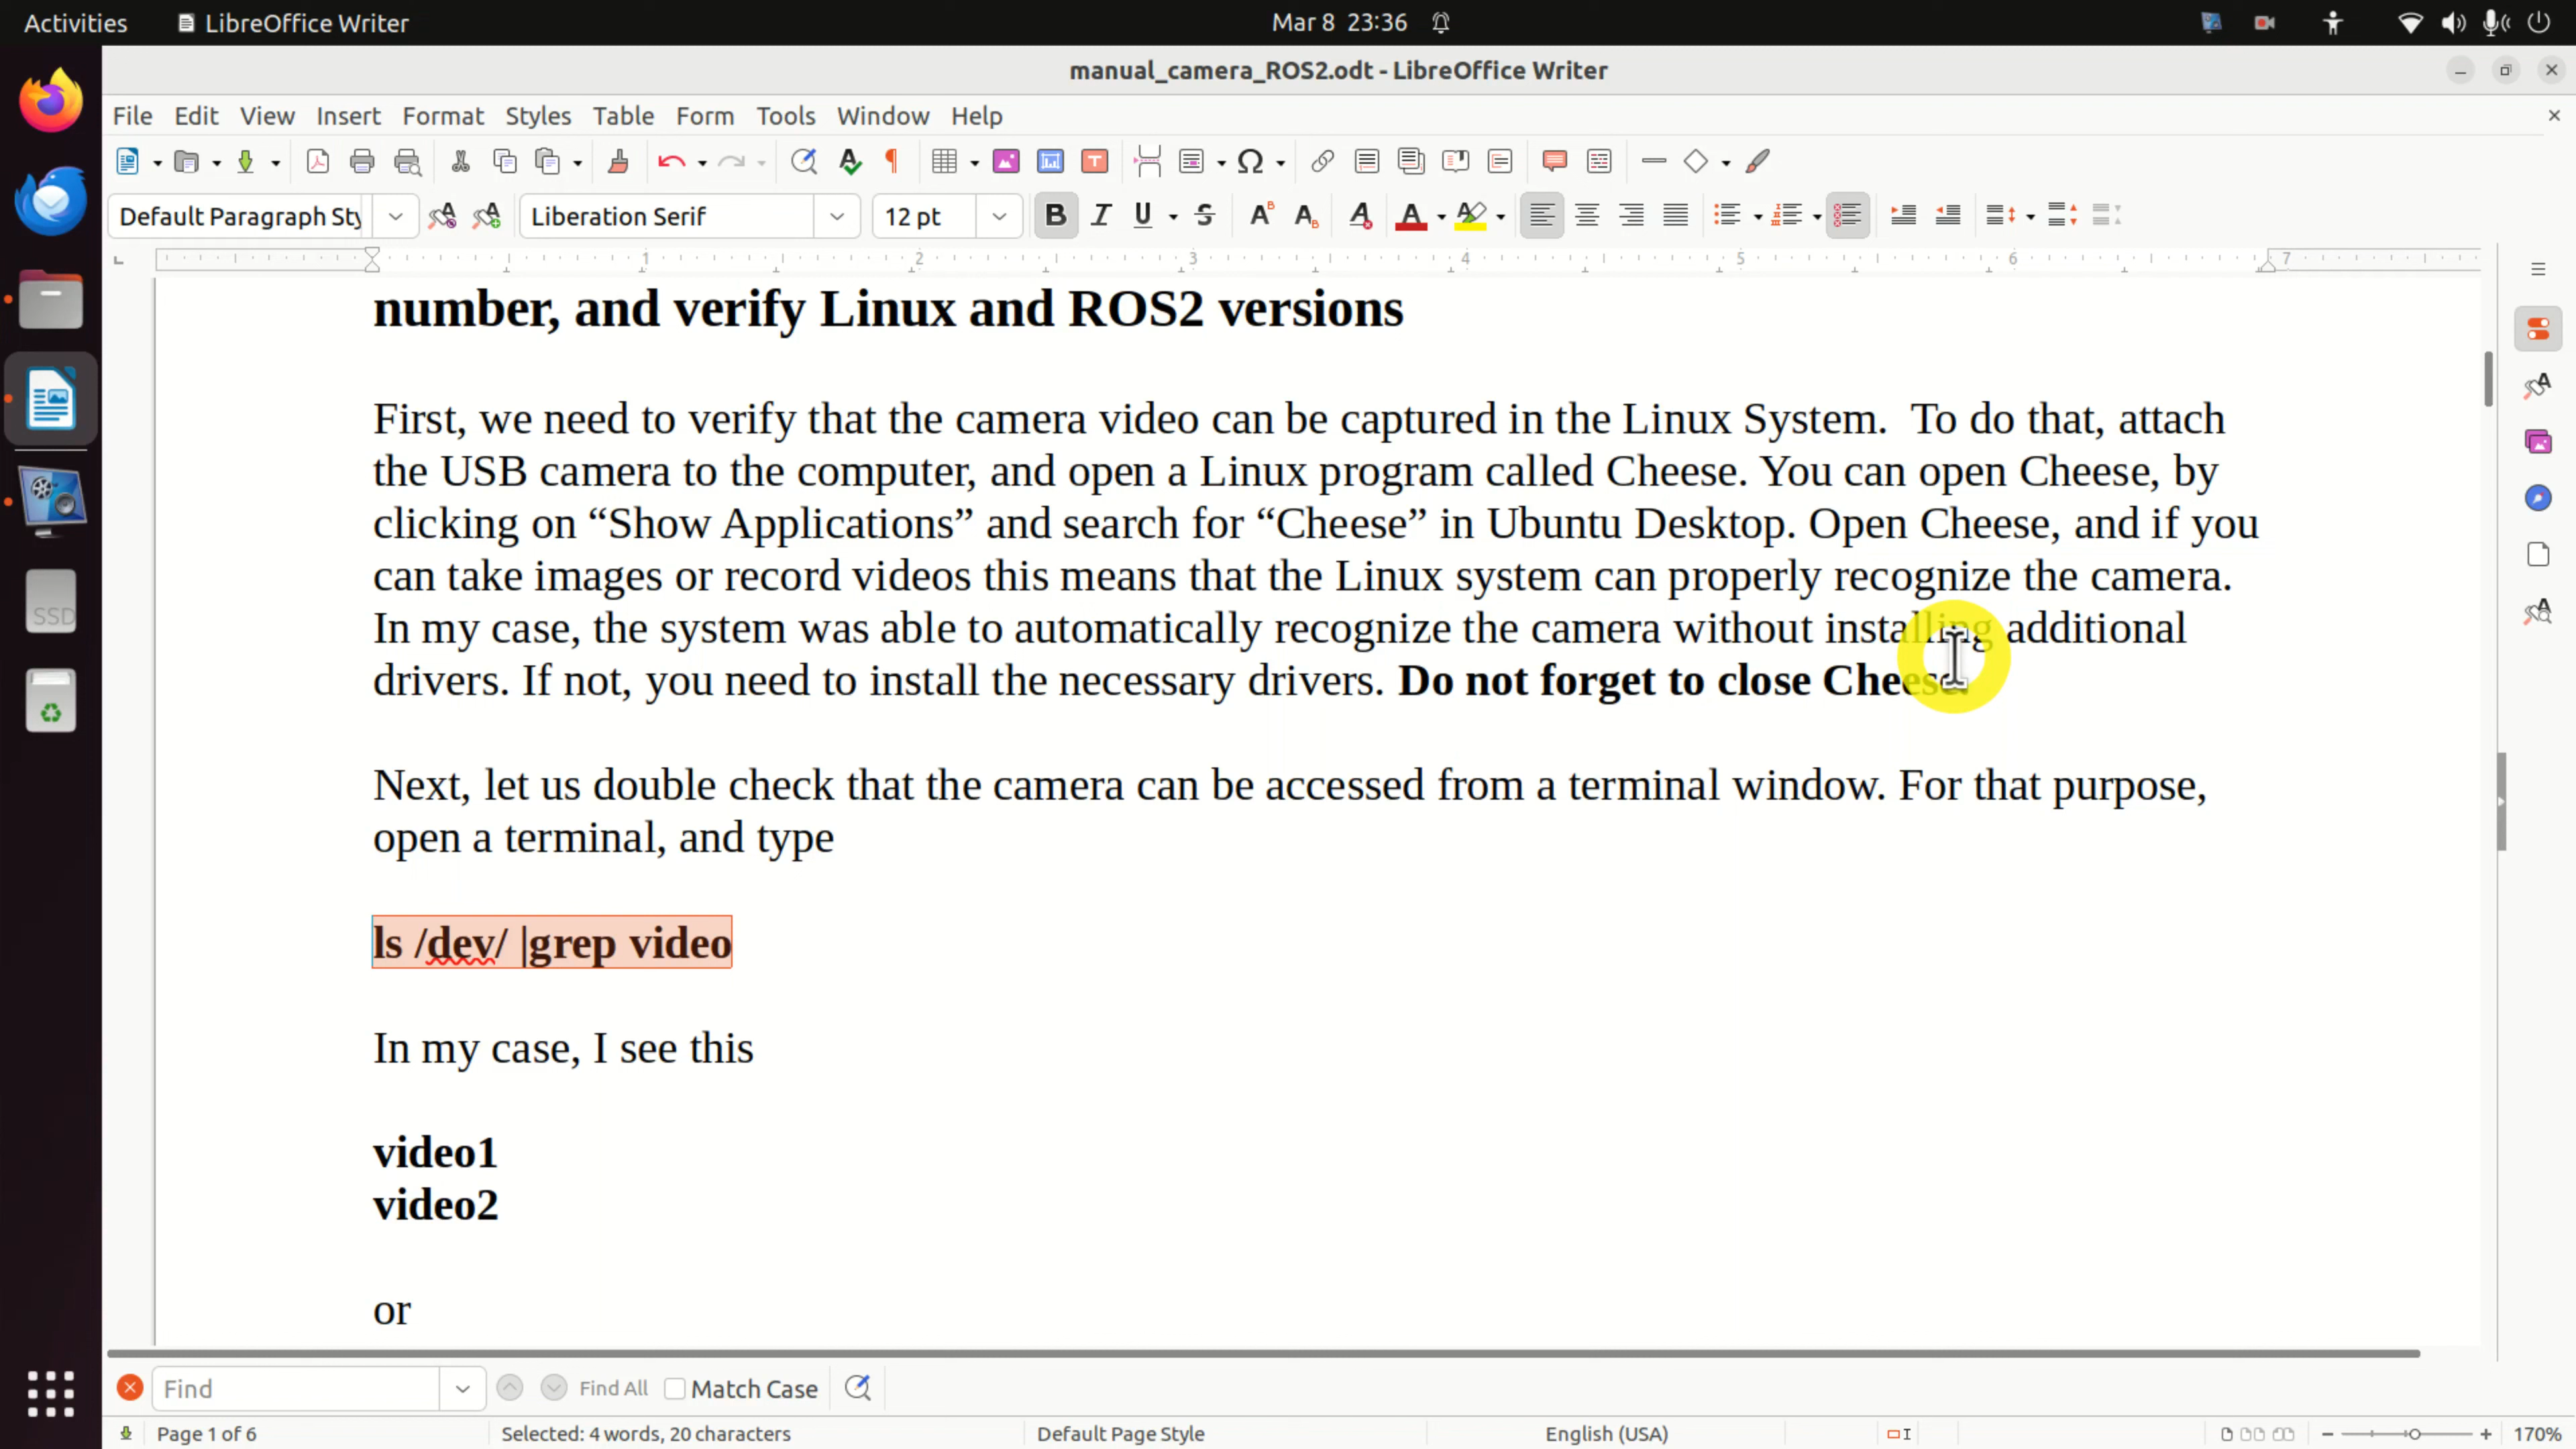 Activities LibreOffice Writer Mar 8 23:36
manual_camera_ROS2.odt - LibreOffice Writer
File Edit View Insert Format Styles Table Form Tools Window Help
Default Paragraph Sty Liberation Serif 12 pt
1 2 3 4 5 6 7
number, and verify Linux and ROS2 versions
First, we need to verify that the camera video can be captured in the Linux System. To do that, attach
the USB camera to the computer, and open a Linux program called Cheese. You can open Cheese, by
clicking on “Show Applications” and search for “Cheese” in Ubuntu Desktop. Open Cheese, and if you
can take images or record videos this means that the Linux system can properly recognize the camera.
In my case, the system was able to automatically recognize the camera without installing additional
drivers. If not, you need to install the necessary drivers. Do not forget to close Cheese.
Next, let us double check that the camera can be accessed from a terminal window. For that purpose,
open a terminal, and type
ls /dev/ |grep video
In my case, I see this
video1
video2
or
SSD
Find Find All Match Case
Page 1 of 6 Selected: 4 words, 20 characters Default Page Style English (USA) 170%